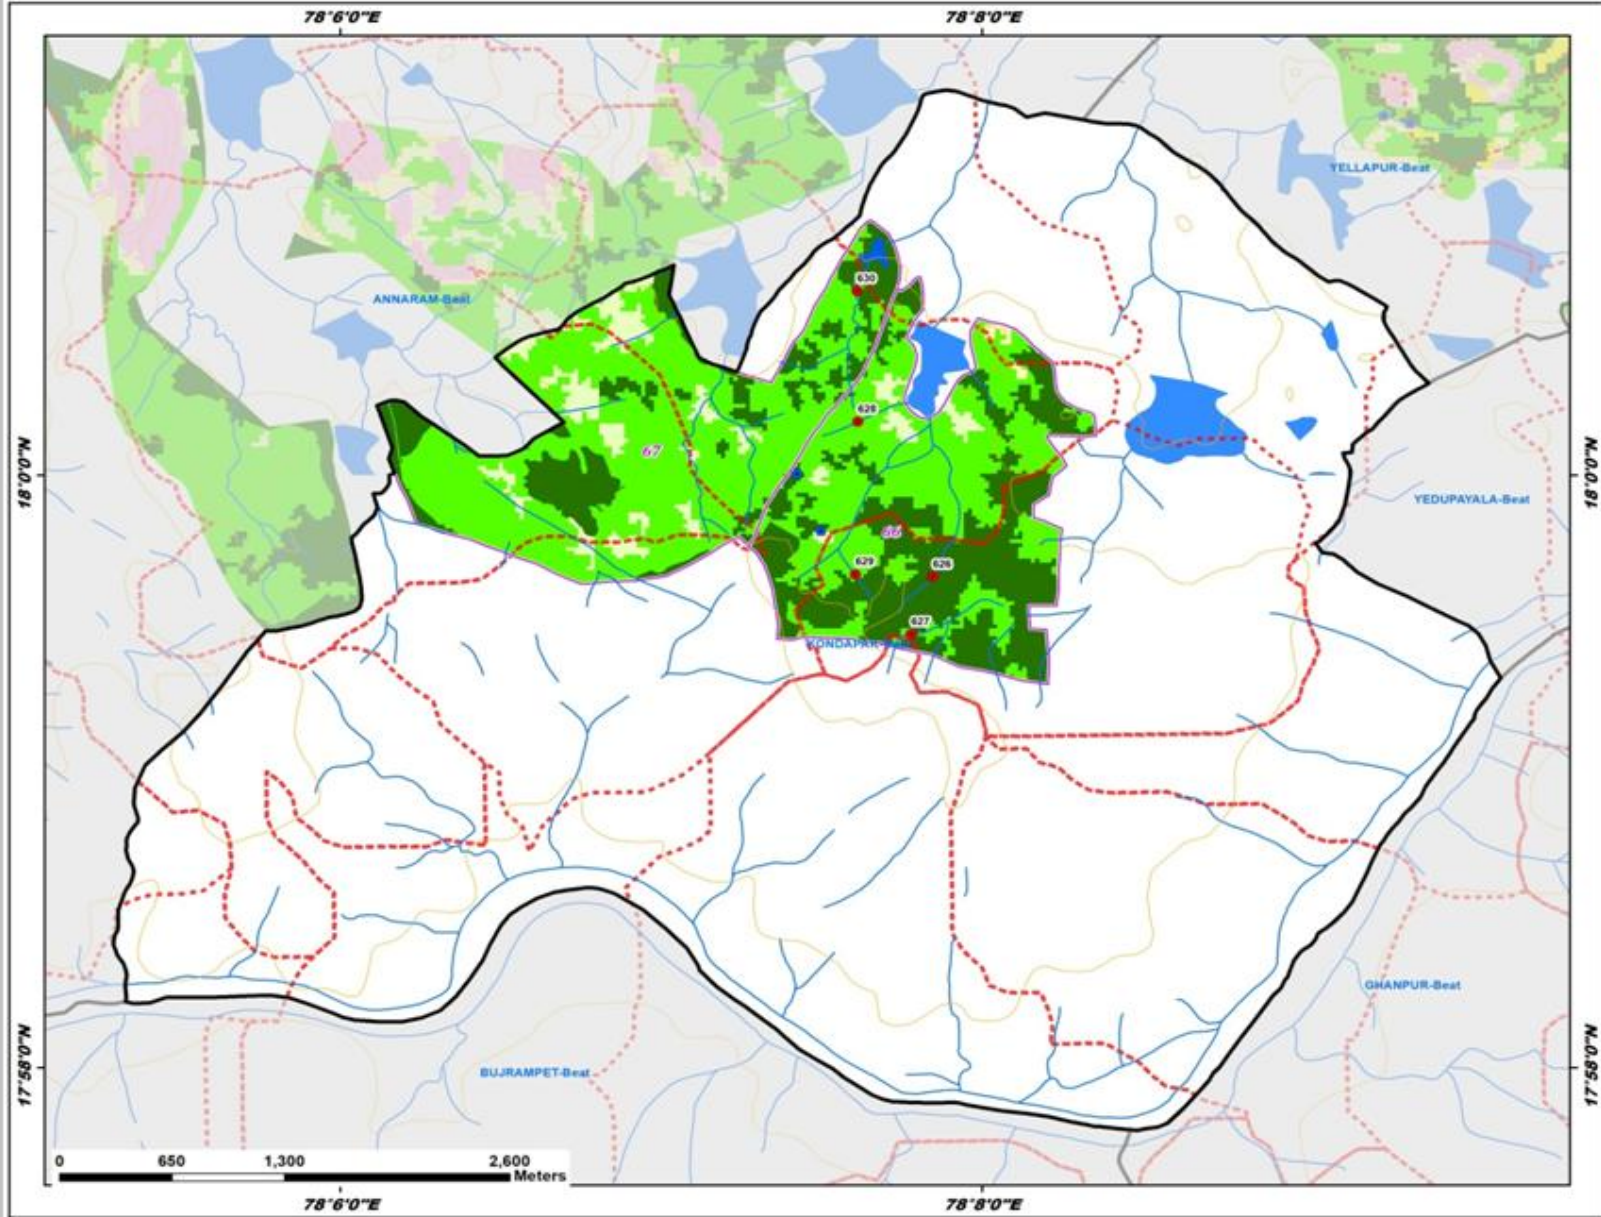 78°6'0"E
78°8'0"E
YELLAPUR-Beat
630
ANNARAM-Beat
628
67
18°0'0"N
18°0'0"N
YEDUPAYALA-Beat
66
629
626
627
GHANPUR-Beat
BUJRAMPET-Beat
17°58'0"N
17°58'0"N
0
650
1,300
2,600
Meters
78°6'0"E
78°8'0"E